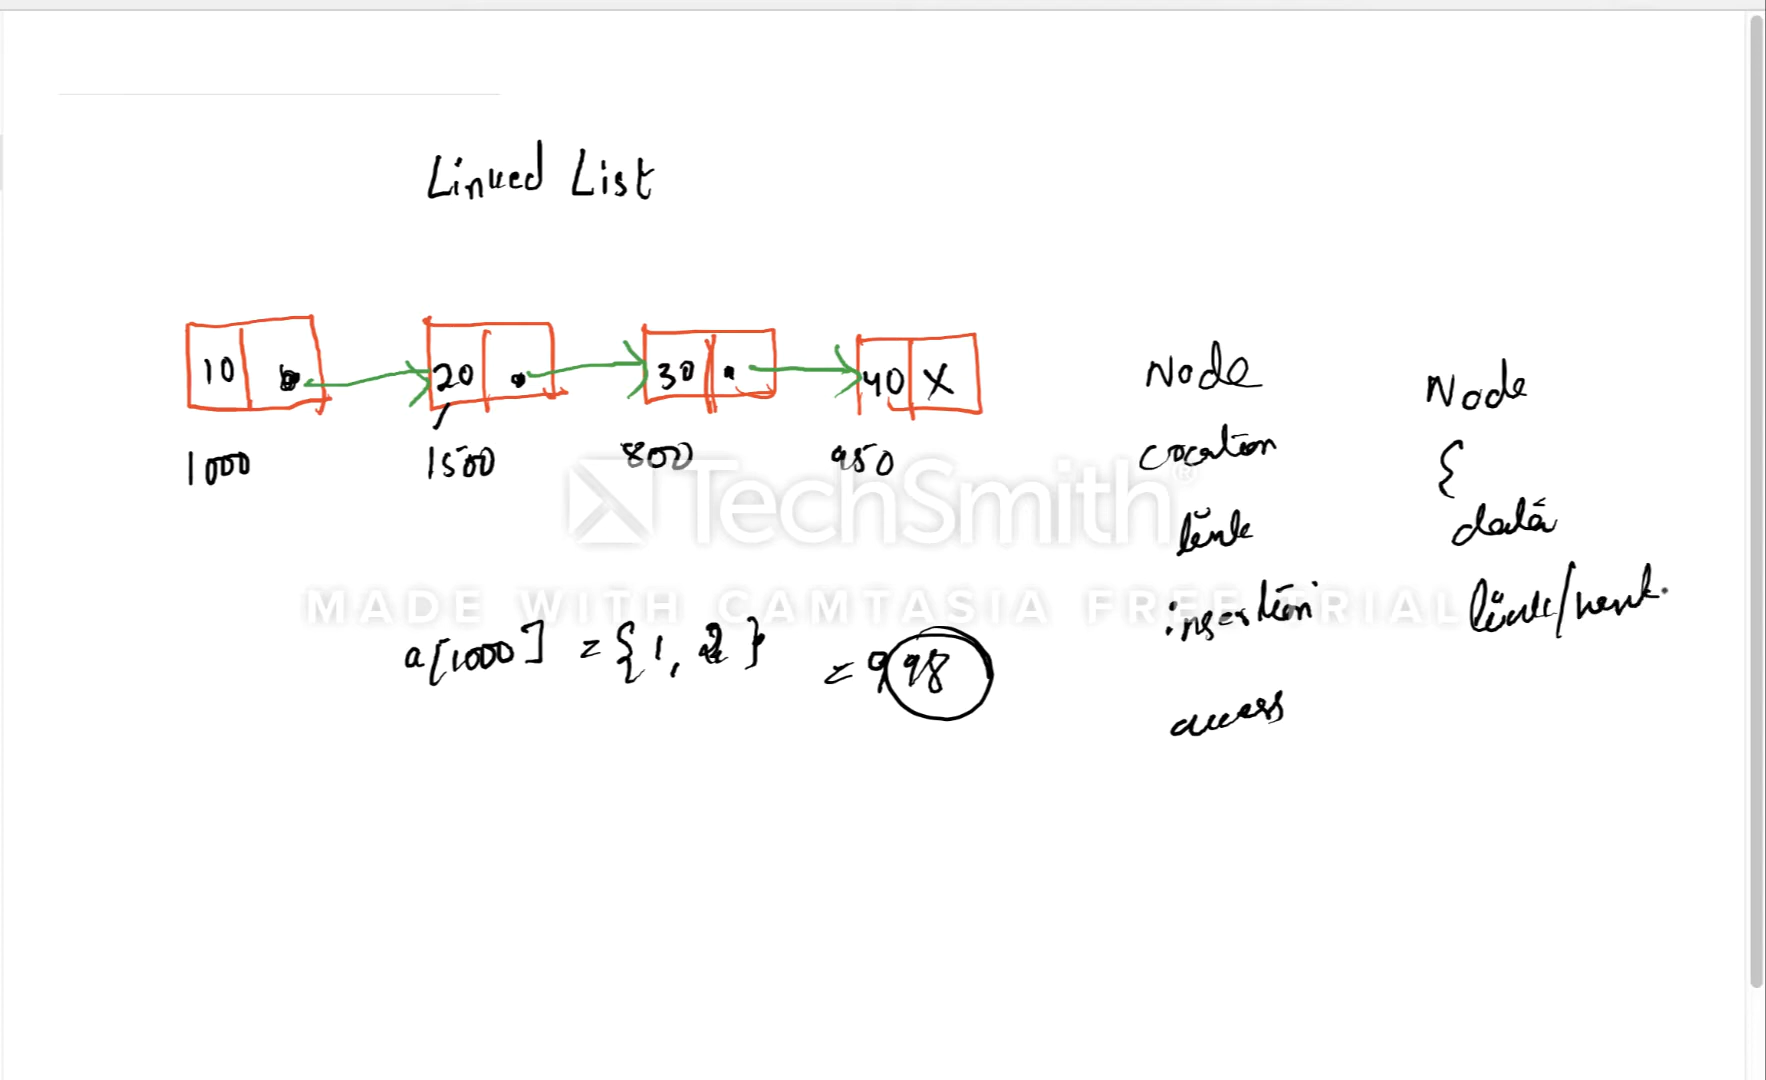 Linked List
10 20 30 40 X
1000 1500 800 950
Node
creation
link
insertion
access
Node
{
data
link/next.
a[1000] = {1, 2} = 998
TechSmith®
MADE WITH CAMTASIA FREE TRIAL